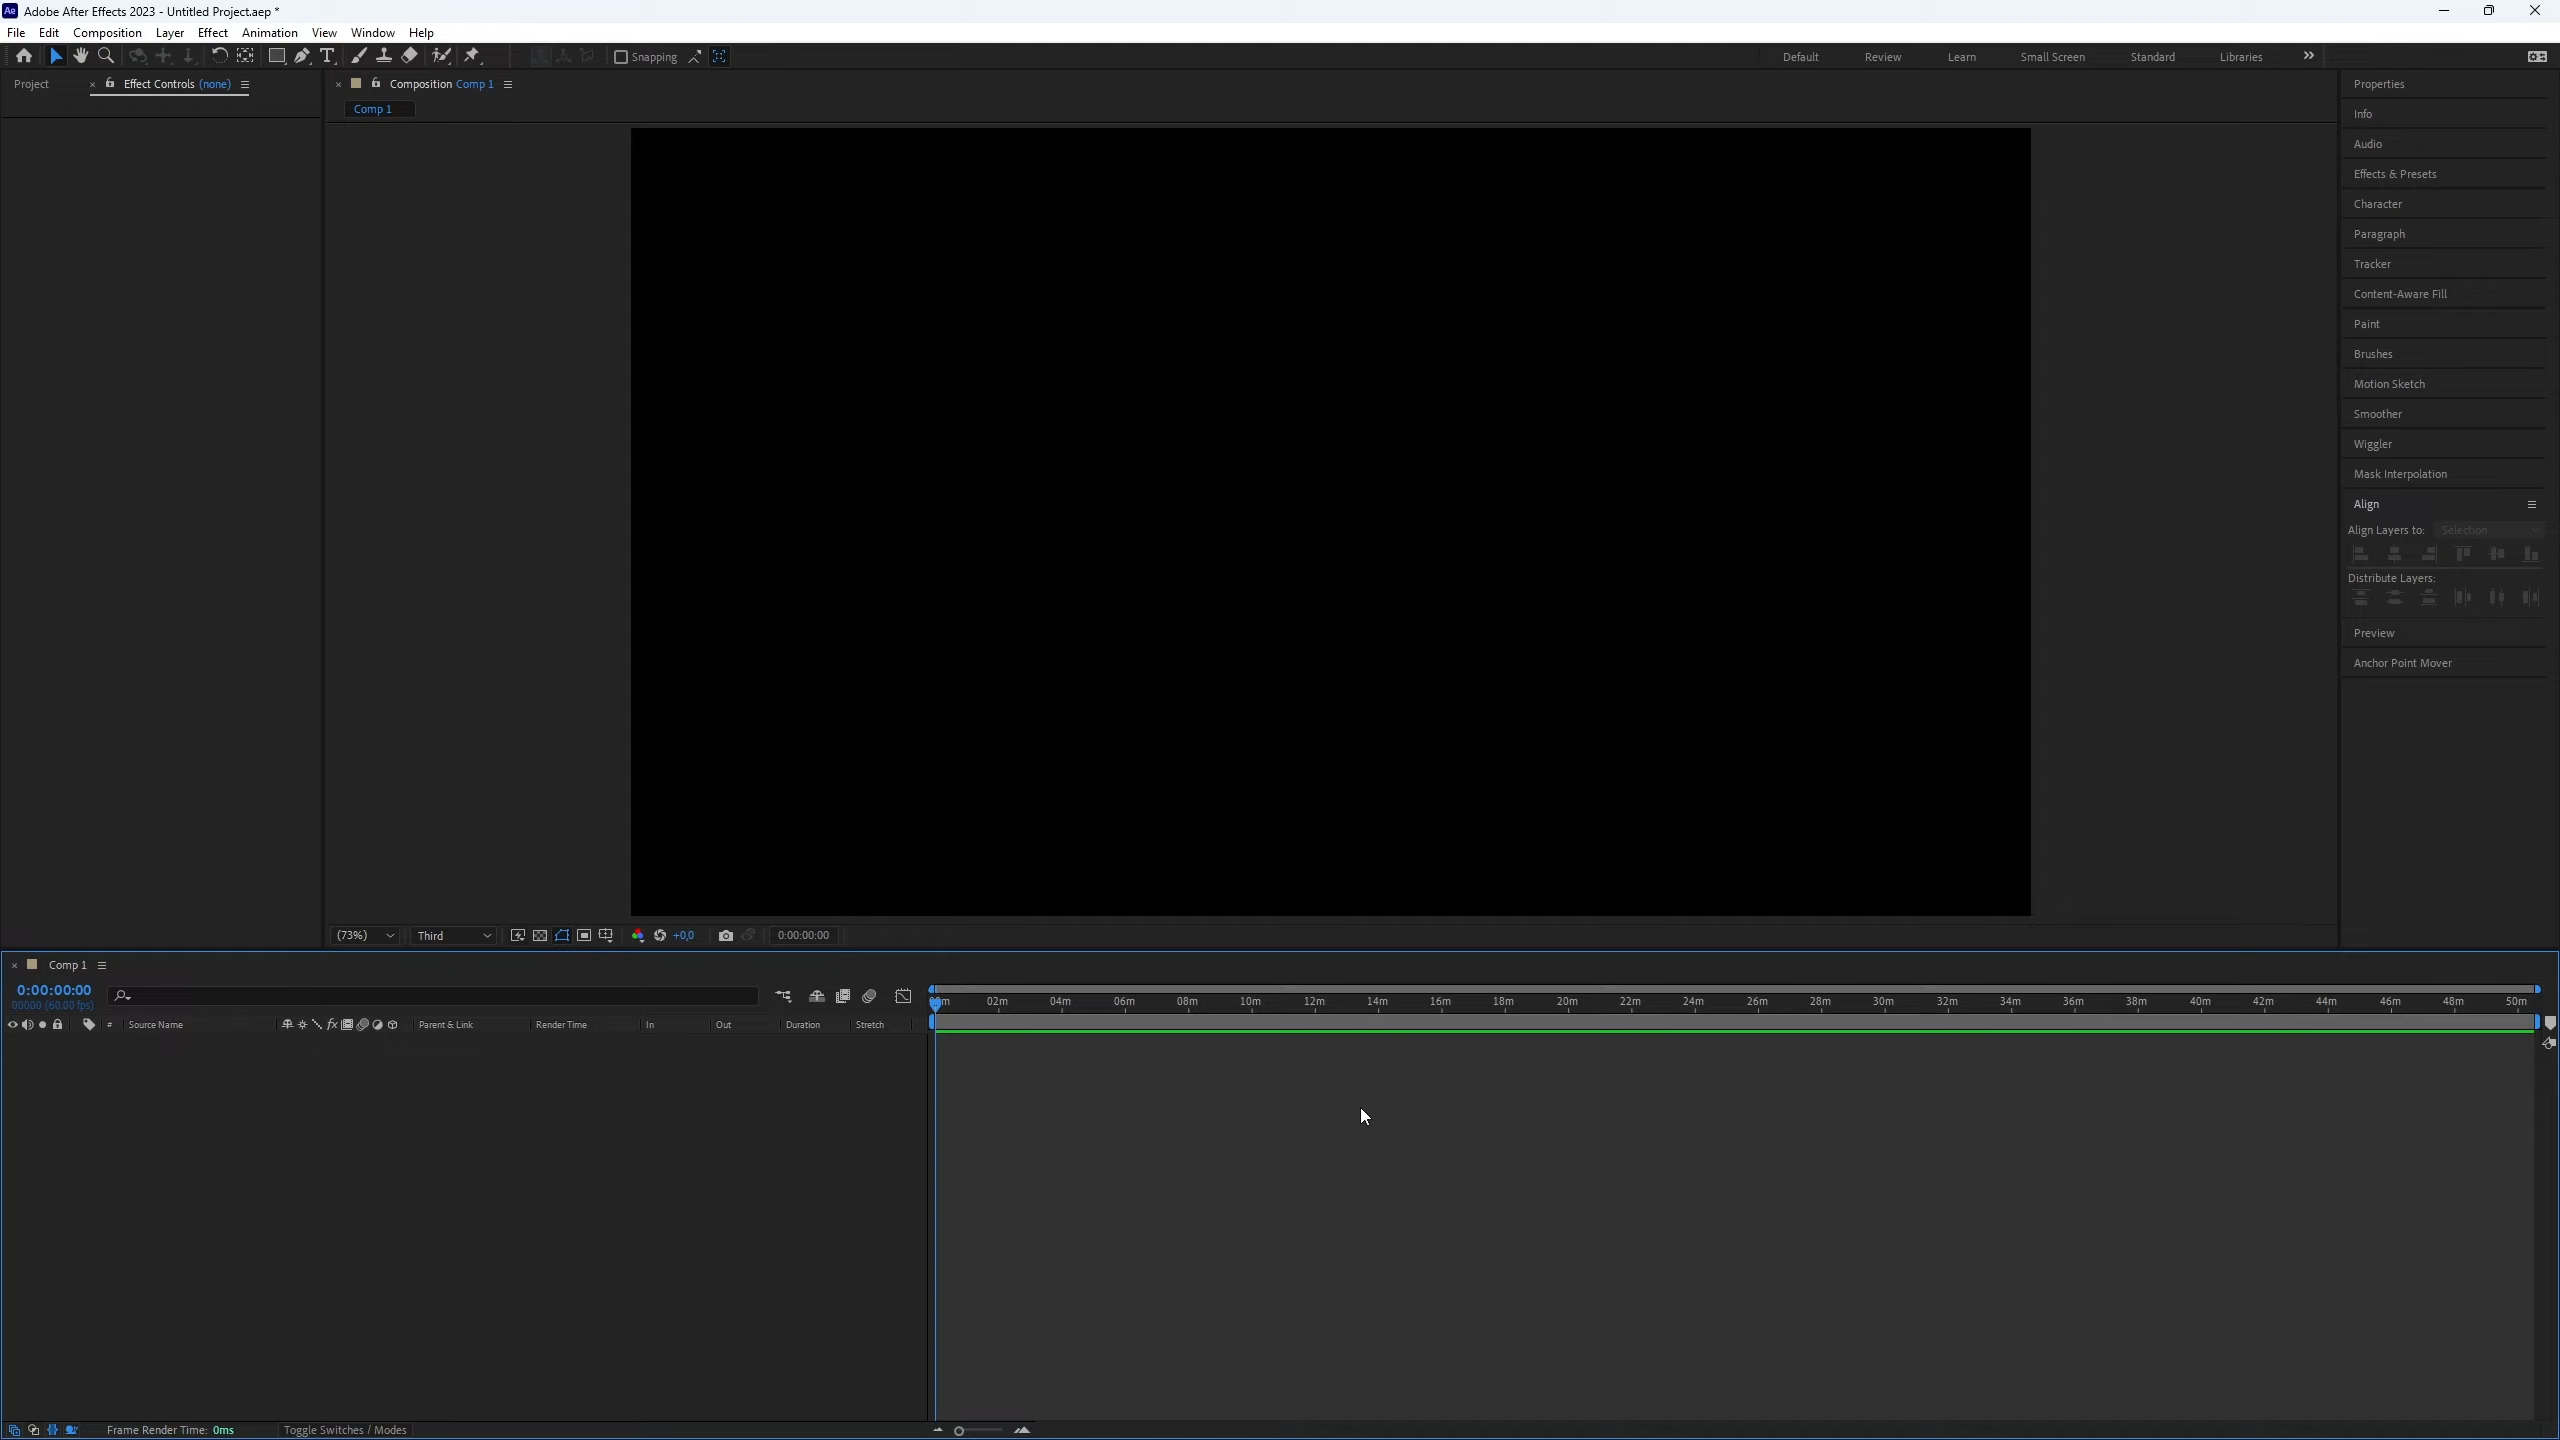 Ae Adobe After Effects 2023 - Untitled Project.aep *
File Edit Composition Layer Effect Animation View Window Help
Snapping Default Review Learn Small Screen Standard Libraries
Project Effect Controls (none) Composition Comp 1 Properties
Comp 1
Info
Audio
Effects & Presets
Character
Paragraph
Tracker
Content-Aware Fill
Paint
Brushes
Motion Sketch
Smoother
Wiggler
Mask Interpolation
Align
Align Layers to: Selection
Distribute Layers:
Preview
Anchor Point Mover
(73%) Third +0,0 0:00:00:00
Comp 1
0:00:00:00
00000 (60.00 fps)
02m 04m 06m 08m 10m 12m 14m 16m 18m 20m 22m 24m 26m 28m 30m 32m 34m 36m 38m 40m 42m 44m 46m 48m 50m
# Source Name fx Parent & Link Render Time In Out Duration Stretch
Frame Render Time: 0ms Toggle Switches / Modes